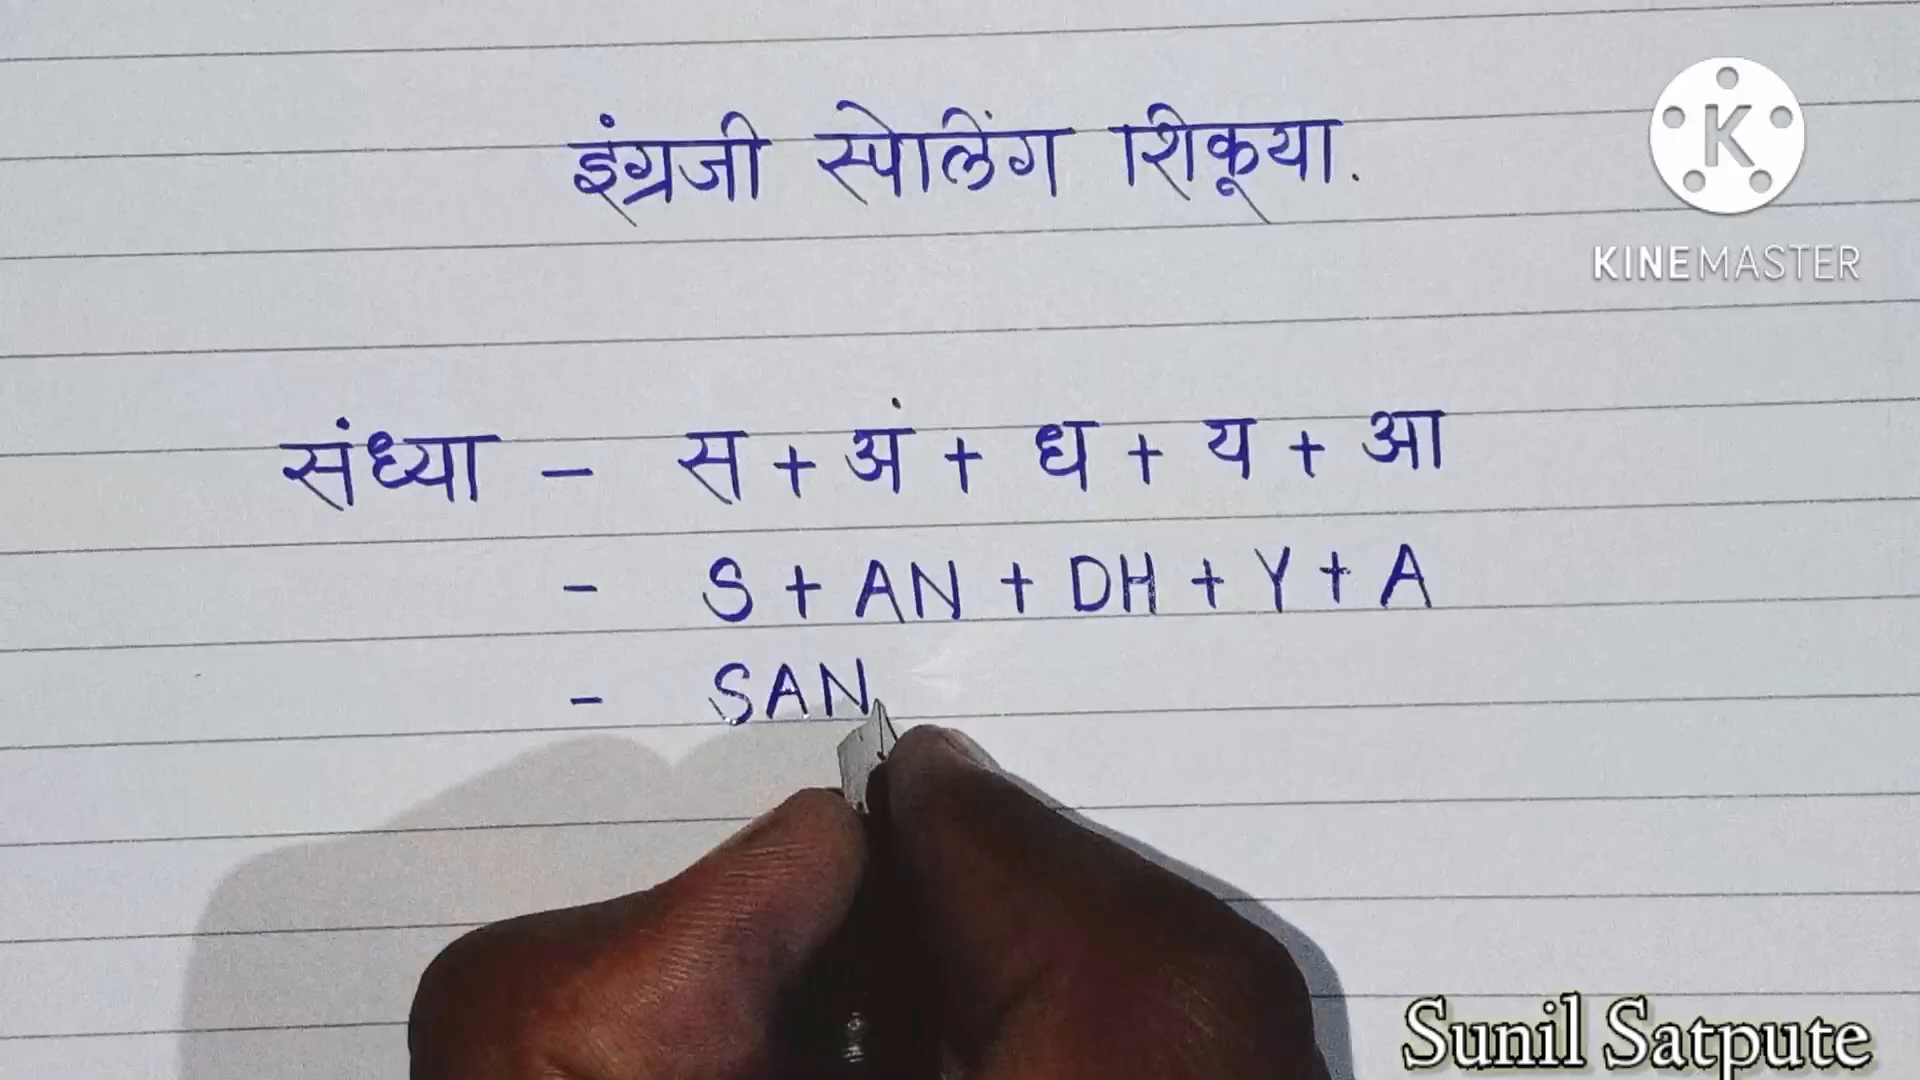 इंग्रजी स्पेलिंग शिकूया.
K
KINEMASTER
संध्या - स + अं + ध + य + आ
- S + AN + DH + Y + A
- SAN
Sunil Satpute